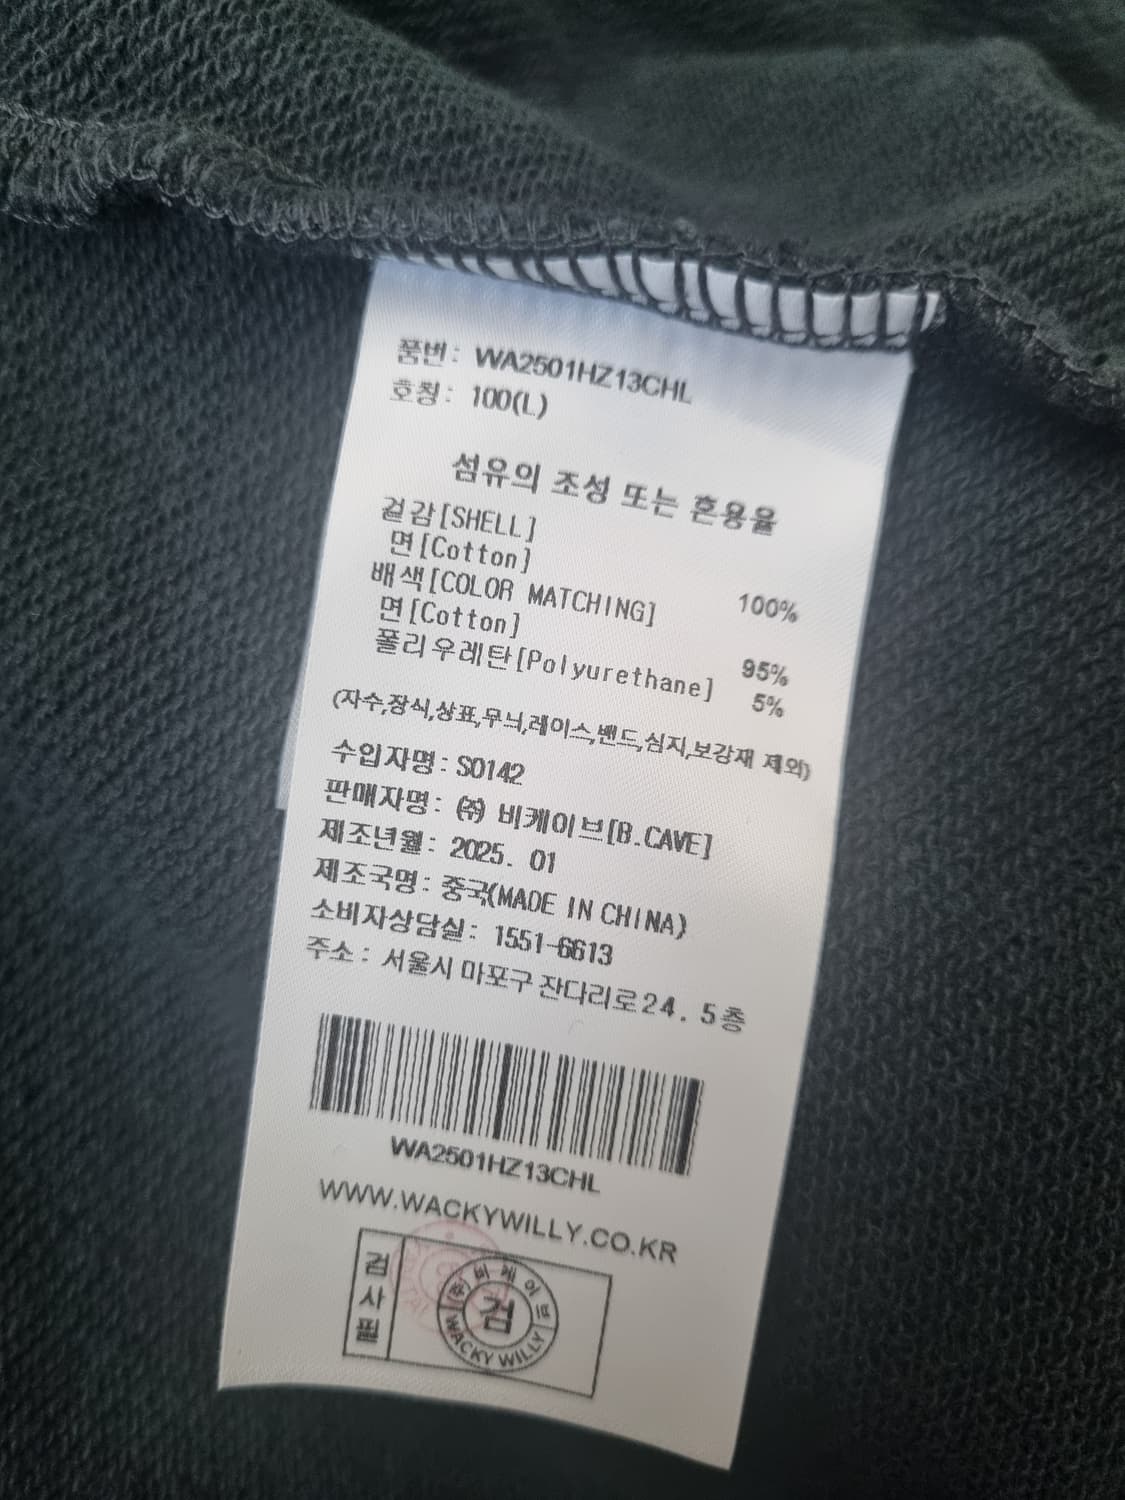 품번: WA2501HZ13CHL
호칭: 100(L)
섬유의 조성 또는 혼용율
겉감[SHELL]
면[Cotton] 100%
배색[COLOR MATCHING]
면[Cotton] 95%
폴리우레탄[Polyurethane] 5%
(자수,장식,상표,무늬,레이스,밴드,심지,보강재 제외)
수입자명: S0142
판매자명: ㈜ 비케이브[B.CAVE]
제조년월: 2025. 01
제조국명: 중국(MADE IN CHINA)
소비자상담실: 1551-6613
주소: 서울시 마포구 잔다리로24. 5층
WA2501HZ13CHL
WWW.WACKYWILLY.CO.KR
검사필
(주)비케이브
검
WACKY WILLY